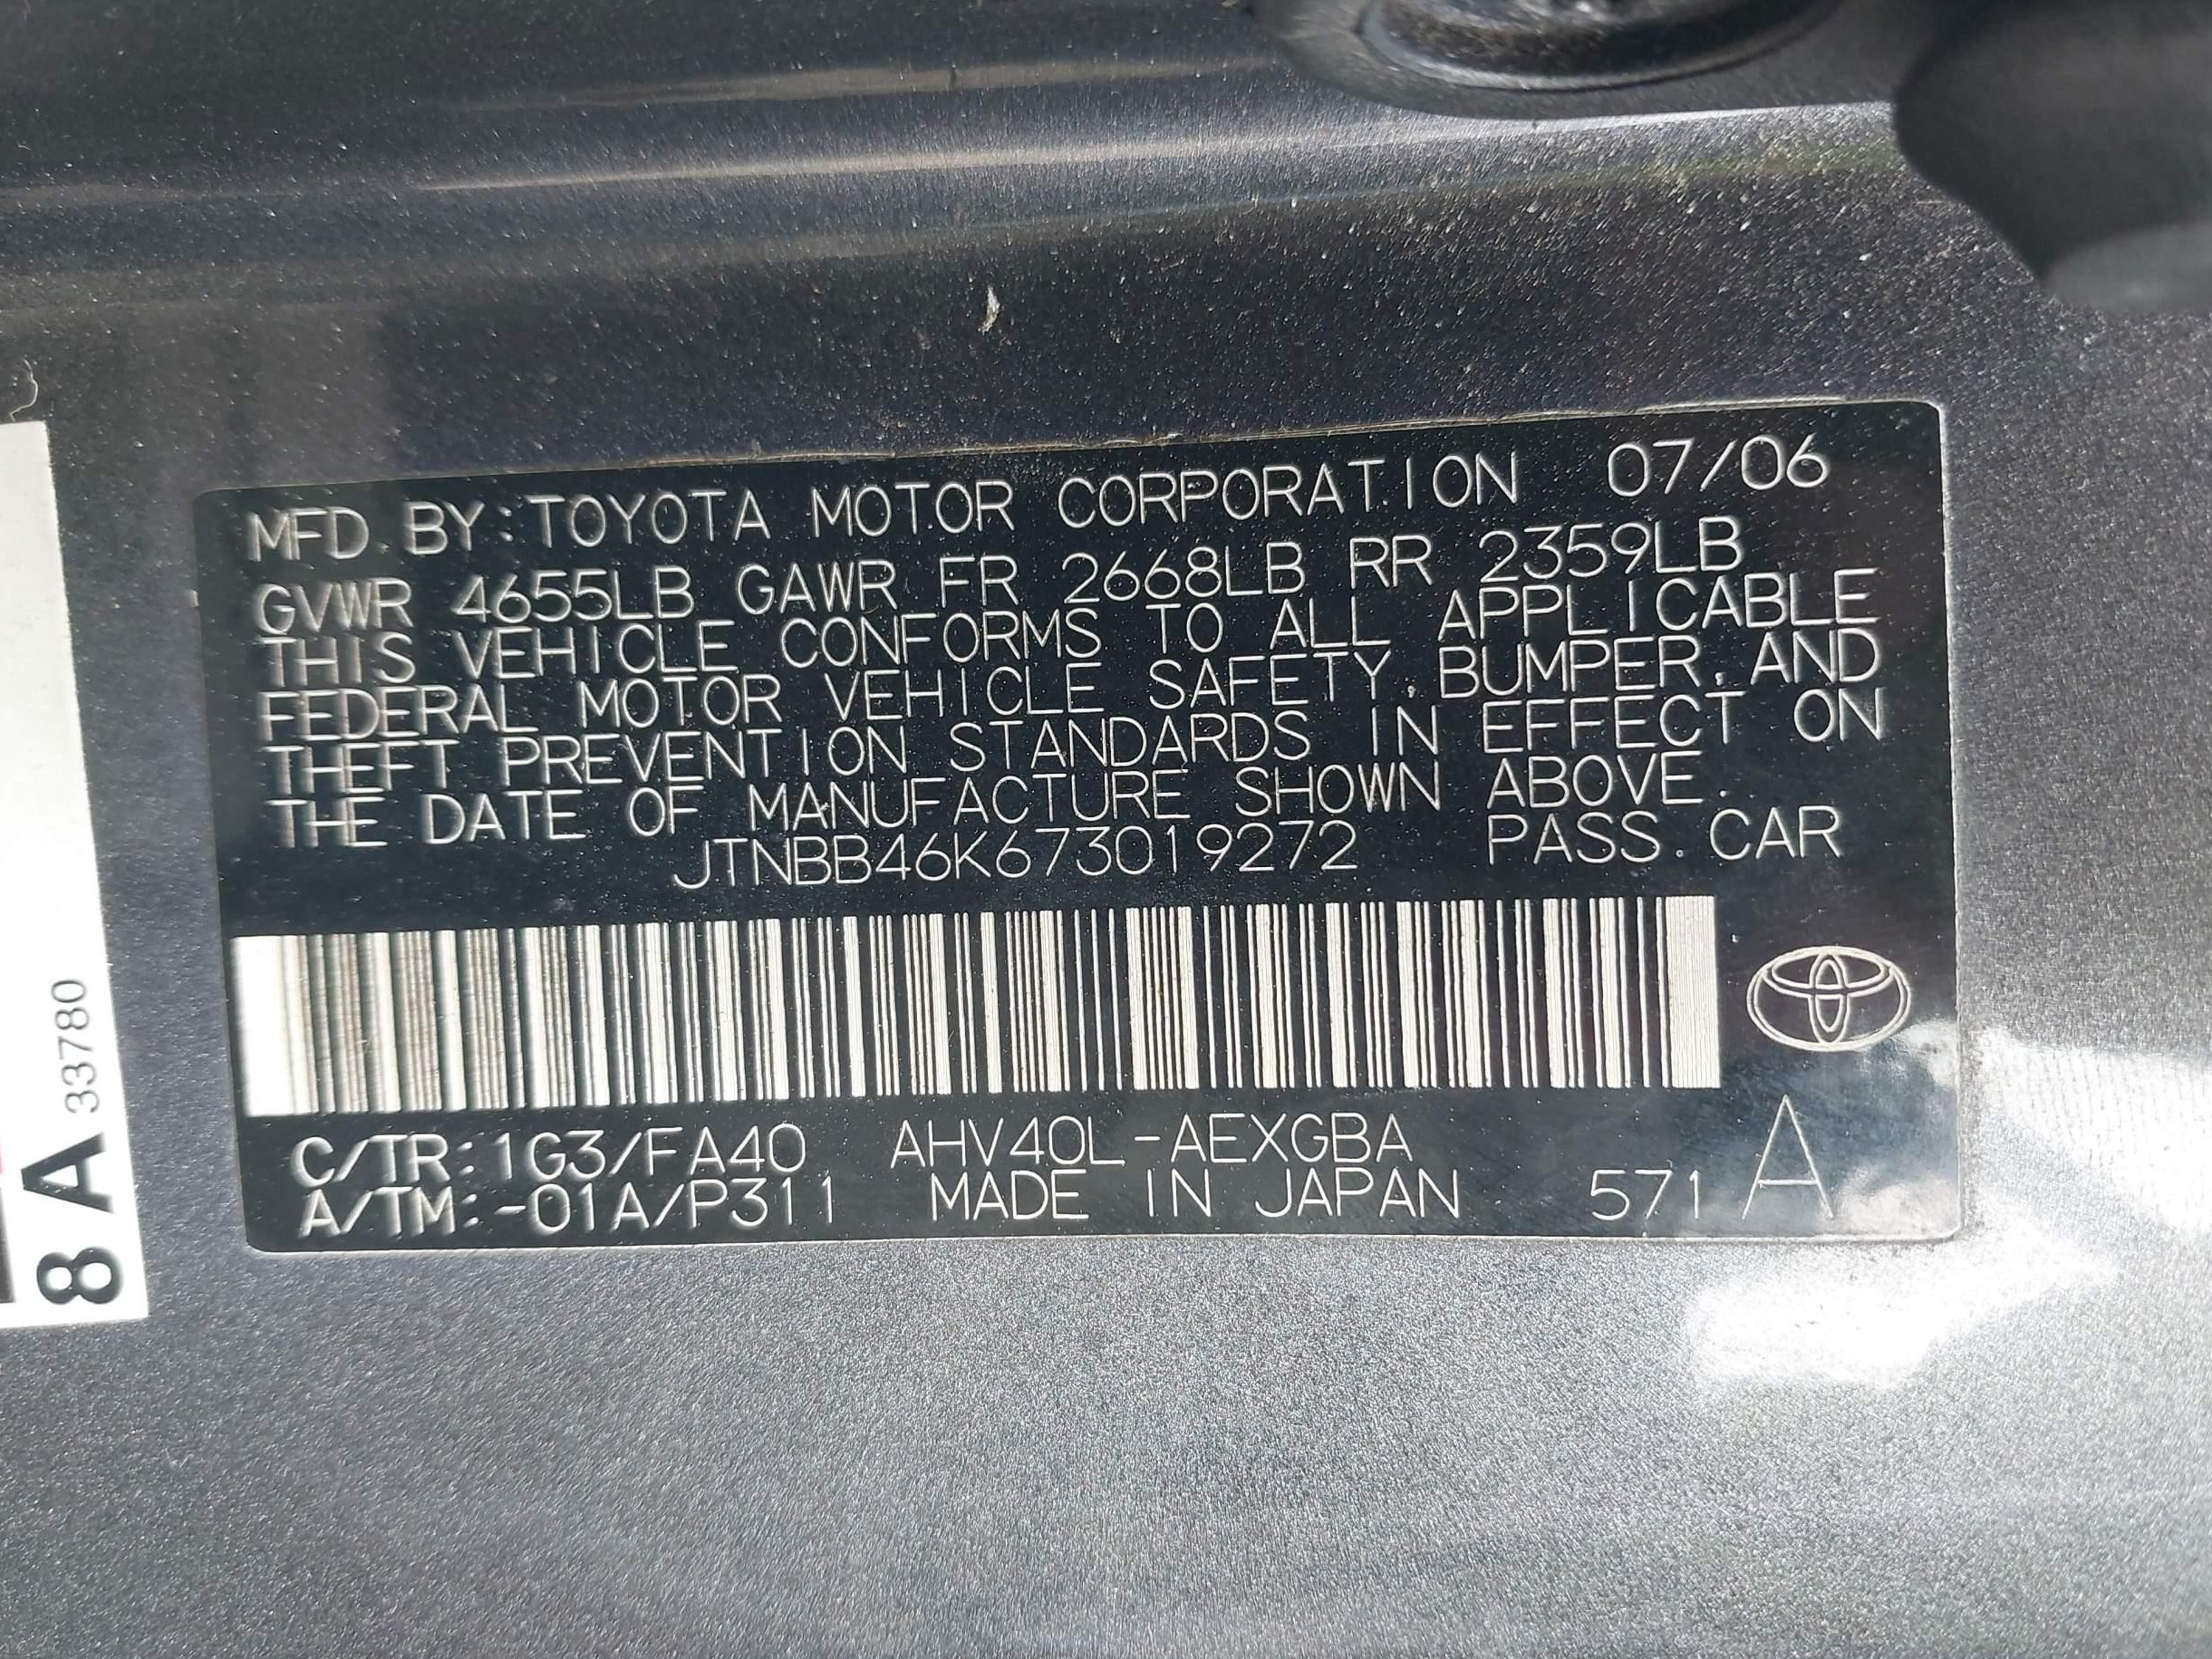 MFD. BY:TOYOTA MOTOR CORPORATION 07/06
GVWR 4655LB GAWR FR 2668LB RR 2359LB
THIS VEHICLE CONFORMS TO ALL APPLICABLE
FEDERAL MOTOR VEHICLE SAFETY, BUMPER, AND
THEFT PREVENTION STANDARDS IN EFFECT ON
THE DATE OF MANUFACTURE SHOWN ABOVE.
JTNBB46K673019272 PASS. CAR
C/TR:1G3/FA40 AHV40L-AEXGBA
A/TM:-01A/P311 MADE IN JAPAN 571 A
8 A 33780